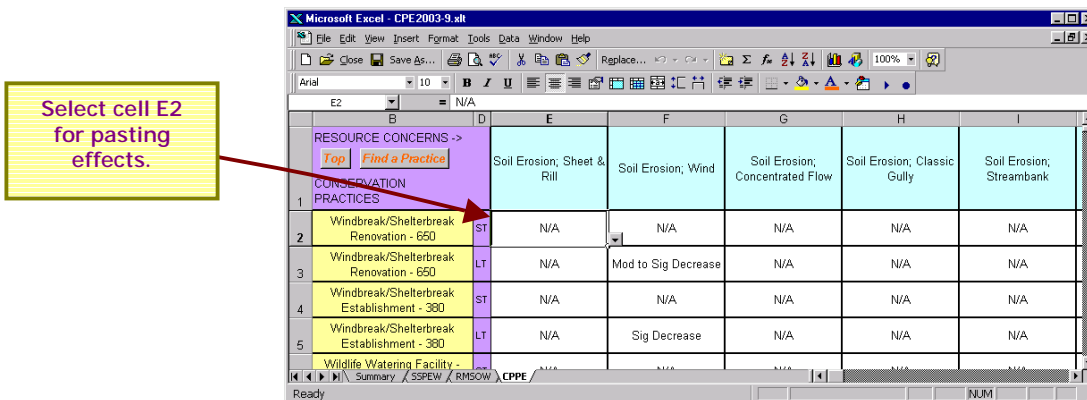 Microsoft Excel - CPE2003-9.xlt
File Edit View Insert Format Tools Data Window Help
Close Save As... Replace... 100%
Arial 10 B I U
E2 = N/A
Select cell E2
for pasting
effects.
B D E F G H I
RESOURCE CONCERNS ->
Top Find a Practice
CONSERVATION
PRACTICES
Soil Erosion; Sheet &
Rill
Soil Erosion; Wind
Soil Erosion;
Concentrated Flow
Soil Erosion; Classic
Gully
Soil Erosion;
Streambank
1
Windbreak/Shelterbreak
Renovation - 650
2 ST N/A N/A N/A N/A N/A
Windbreak/Shelterbreak
Renovation - 650
3 LT N/A Mod to Sig Decrease N/A N/A N/A
Windbreak/Shelterbreak
Establishment - 380
4 ST N/A N/A N/A N/A N/A
Windbreak/Shelterbreak
Establishment - 380
5 LT N/A Sig Decrease N/A N/A N/A
Wildlife Watering Facility -
Summary SSPEW RMSOW CPPE
Ready NUM